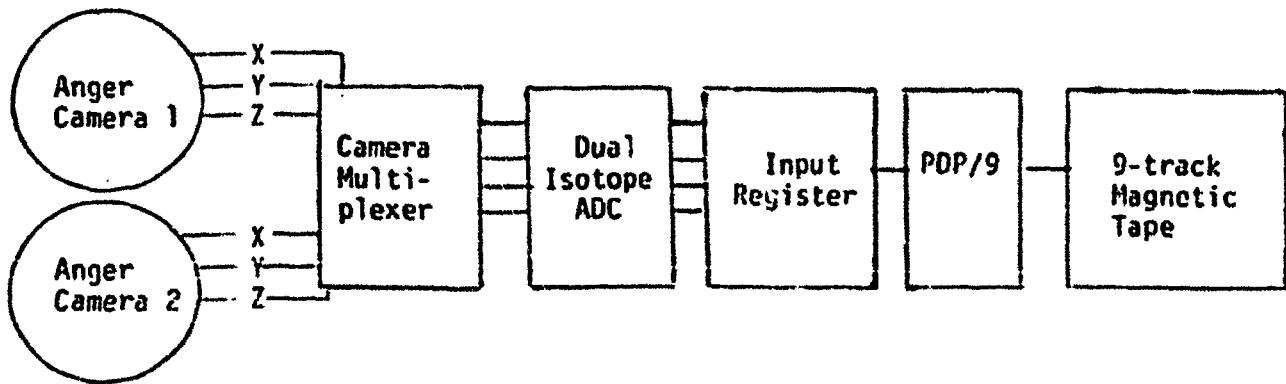 Anger
Camera 1
X
Y
Z
Anger
Camera 2
X
Y
Z
Camera
Multi-
plexer
Dual
Isotope
ADC
Input
Register
PDP/9
9-track
Magnetic
Tape